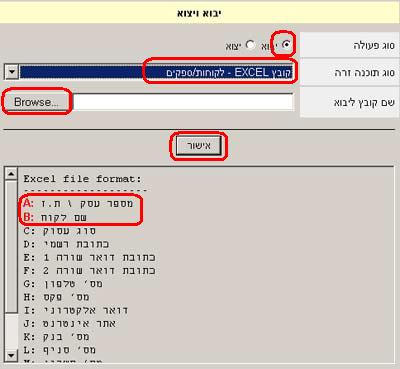 יבוא ויצוא
סוג פעולה יבוא יצוא
סוג תוכנה זרה קובץ EXCEL - לקוחות/ספקים
שם קובץ ליבוא Browse...
אישור
Excel file format:
-------------------
A: מספר עסק \ ת.ז
B: שם לקוח
C: סוג עסוק
D: כתובת רשמי
E: כתובת דואר שורה 1
F: כתובת דואר שורה 2
G: מס' טלפון
H: מס' פקס
I: דואר אלקטרוני
J: אתר אינטרנט
K: מס' בנק
L: מס' סניף